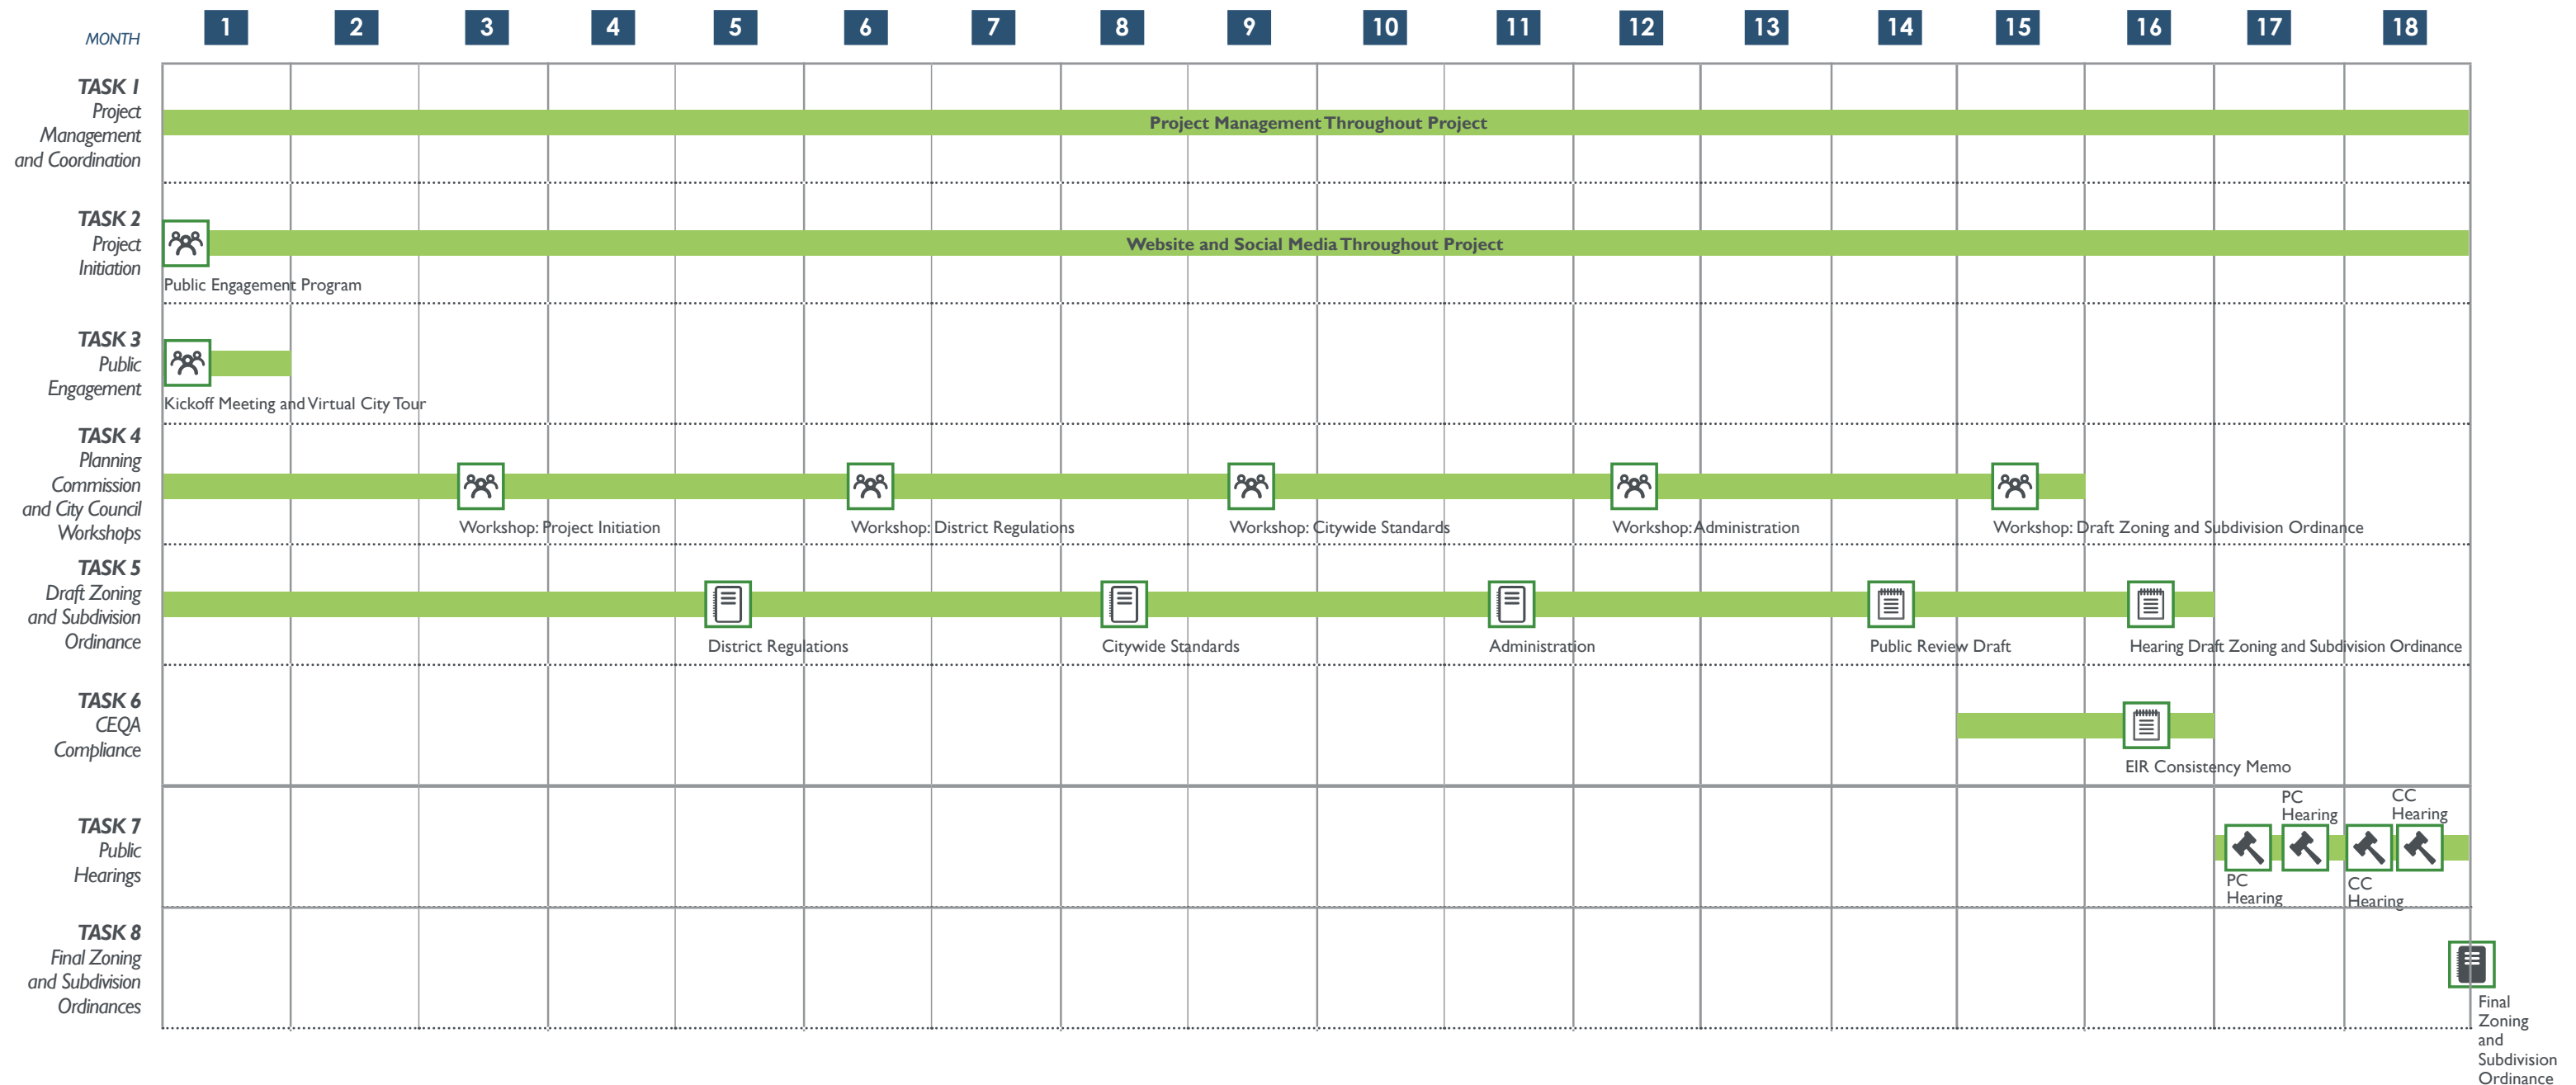 MONTH 1 2 3 4 5 6 7 8 9 10 11 12 13 14 15 16 17 18
TASK 1
Project
Management
and Coordination
Project Management Throughout Project
TASK 2
Project
Initiation
Website and Social Media Throughout Project
Public Engagement Program
TASK 3
Public
Engagement
Kickoff Meeting and Virtual City Tour
TASK 4
Planning
Commission
and City Council
Workshops
Workshop: Project Initiation
Workshop: District Regulations
Workshop: Citywide Standards
Workshop: Administration
Workshop: Draft Zoning and Subdivision Ordinance
TASK 5
Draft Zoning
and Subdivision
Ordinance
District Regulations
Citywide Standards
Administration
Public Review Draft
Hearing Draft Zoning and Subdivision Ordinance
TASK 6
CEQA
Compliance
EIR Consistency Memo
TASK 7
Public
Hearings
PC
Hearing
PC
Hearing
CC
Hearing
CC
Hearing
TASK 8
Final Zoning
and Subdivision
Ordinances
Final
Zoning
and
Subdivision
Ordinance